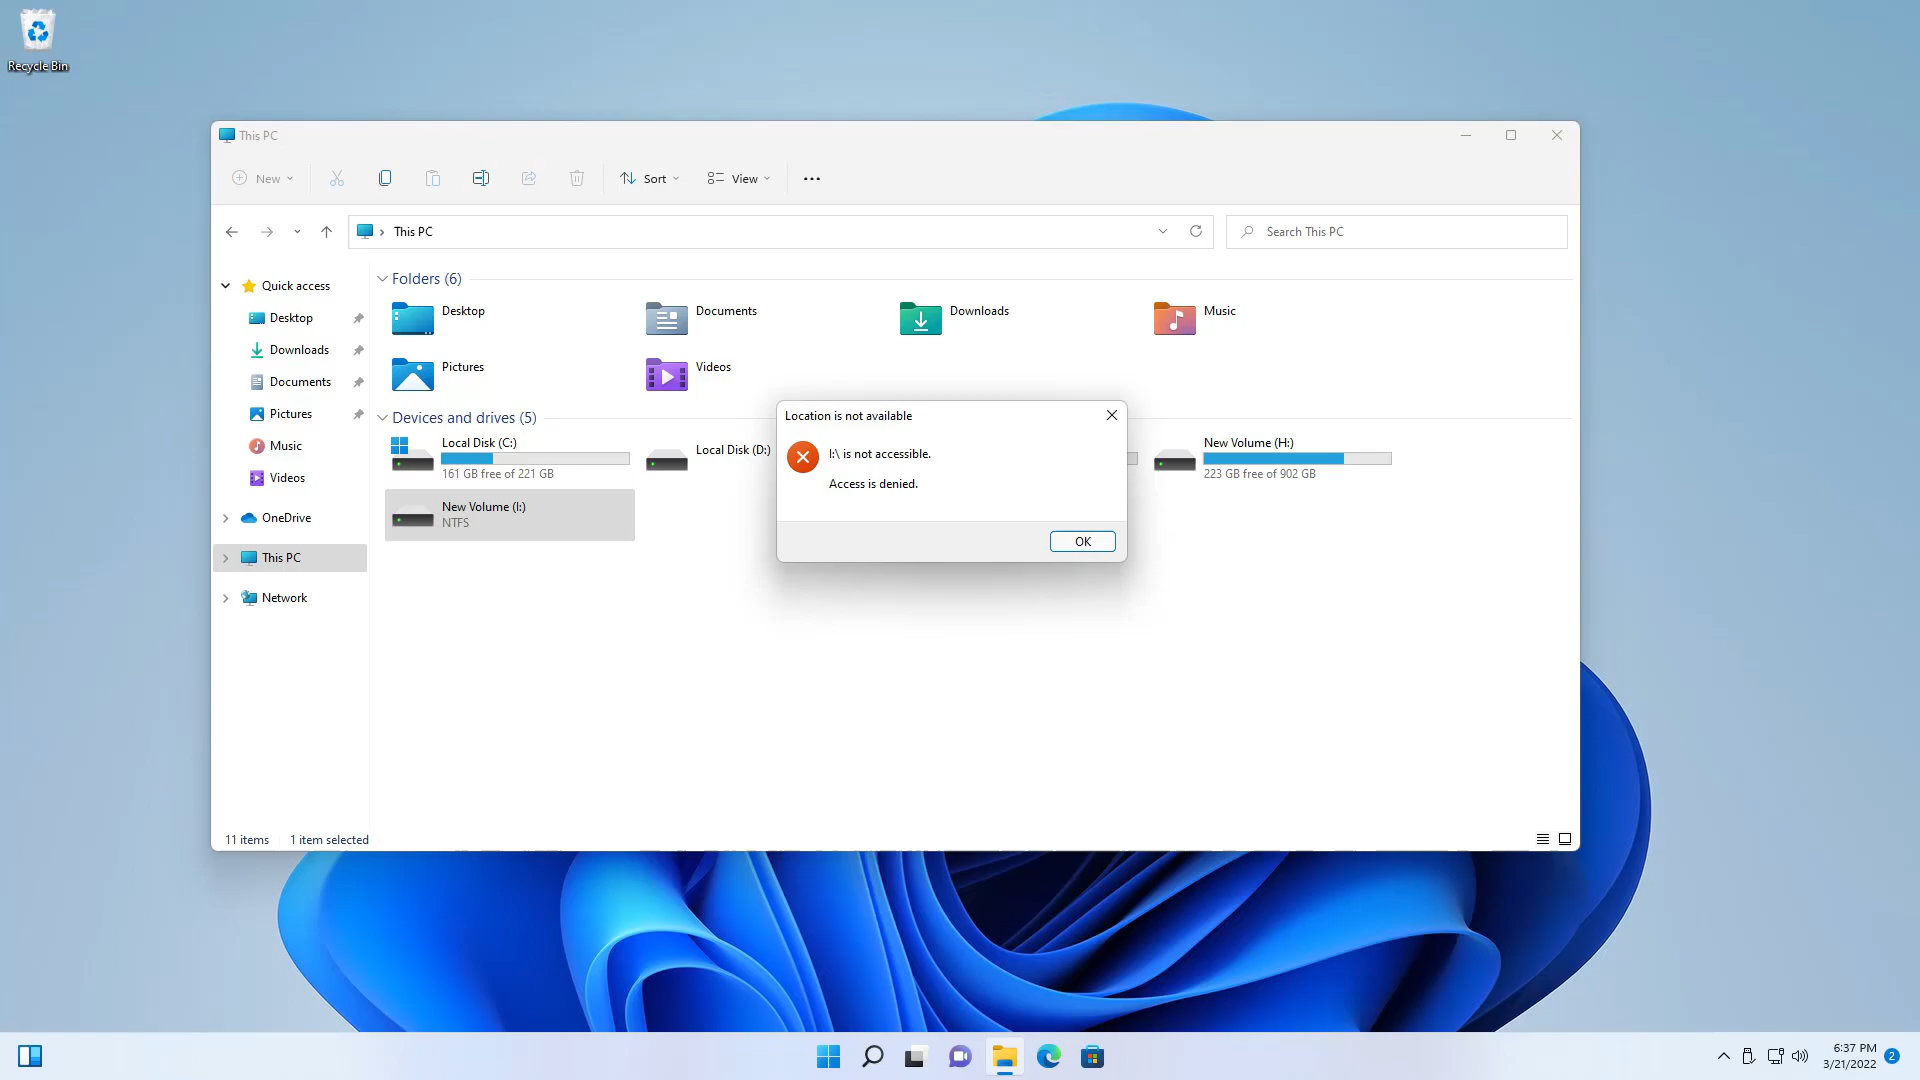 Recycle Bin
This PC
New
Sort
View
This PC
Search This PC
Quick access
Desktop
Downloads
Documents
Pictures
Music
Videos
OneDrive
This PC
Network
Folders (6)
Desktop
Documents
Downloads
Music
Pictures
Videos
Devices and drives (5)
Local Disk (C:)
161 GB free of 221 GB
Local Disk (D:)
New Volume (H:)
223 GB free of 902 GB
New Volume (I:)
NTFS
Location is not available
I:\ is not accessible.
Access is denied.
OK
11 items
1 item selected
6:37 PM
3/21/2022
2